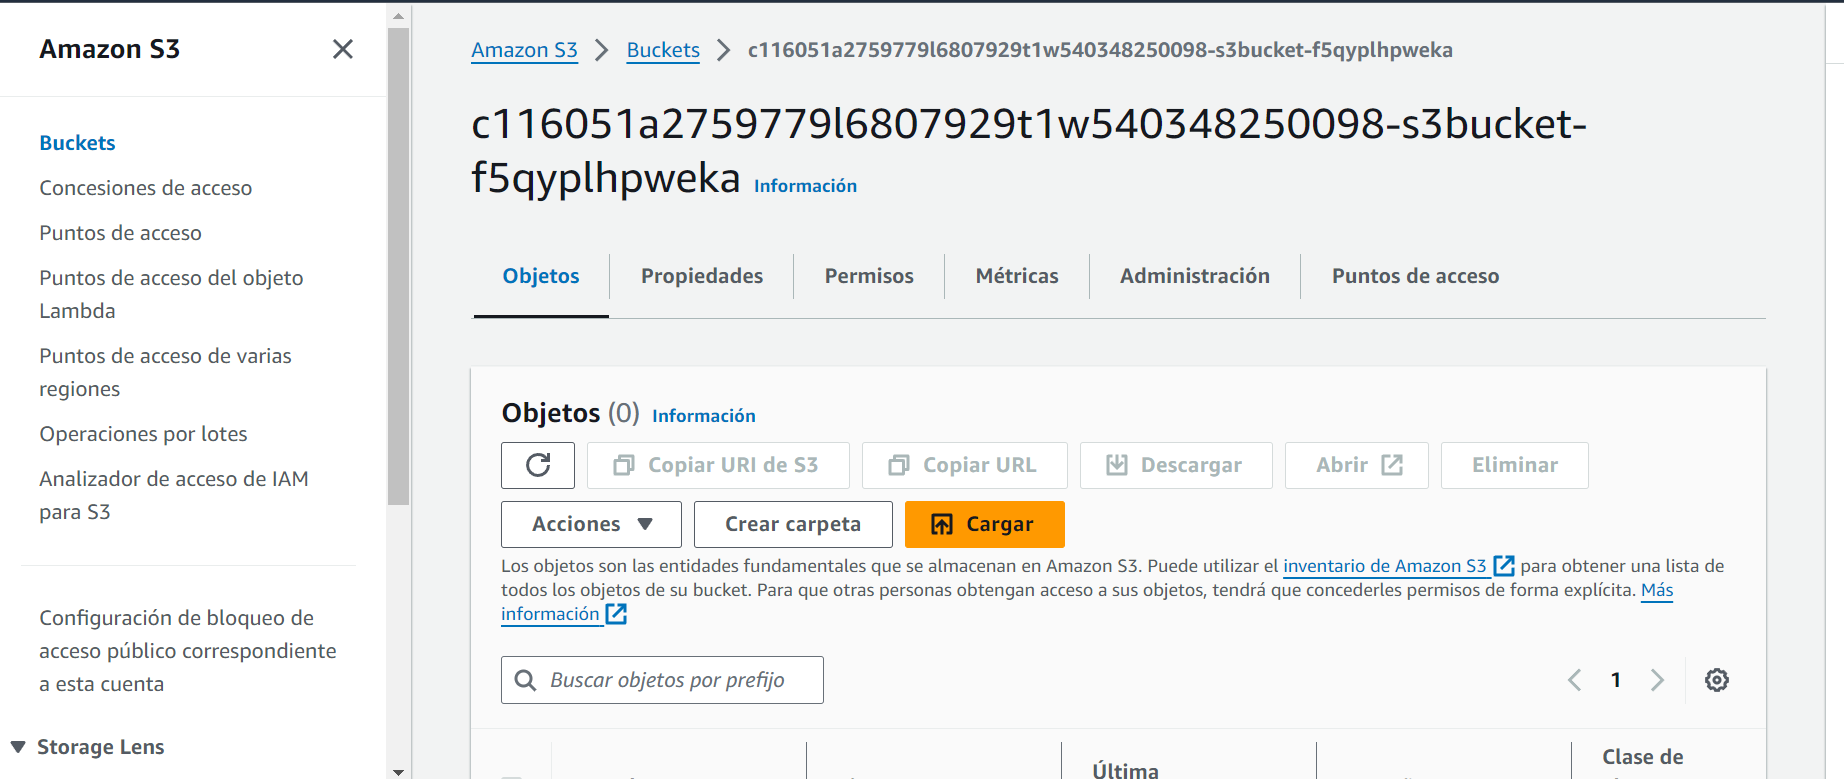 Amazon S3
Buckets
Concesiones de acceso
Puntos de acceso
Puntos de acceso del objeto
Lambda
Puntos de acceso de varias
regiones
Operaciones por lotes
Analizador de acceso de IAM
para S3
Configuración de bloqueo de
acceso público correspondiente
a esta cuenta
Storage Lens
Amazon S3 > Buckets > c116051a2759779l6807929t1w540348250098-s3bucket-f5qyplhpweka
c116051a2759779l6807929t1w540348250098-s3bucket-
f5qyplhpweka Información
Objetos Propiedades Permisos Métricas Administración Puntos de acceso
Objetos (0) Información
Copiar URI de S3 Copiar URL Descargar Abrir Eliminar
Acciones Crear carpeta Cargar
Los objetos son las entidades fundamentales que se almacenan en Amazon S3. Puede utilizar el inventario de Amazon S3 para obtener una lista de
todos los objetos de su bucket. Para que otras personas obtengan acceso a sus objetos, tendrá que concederles permisos de forma explícita. Más
información
Buscar objetos por prefijo
1
Última
Clase de